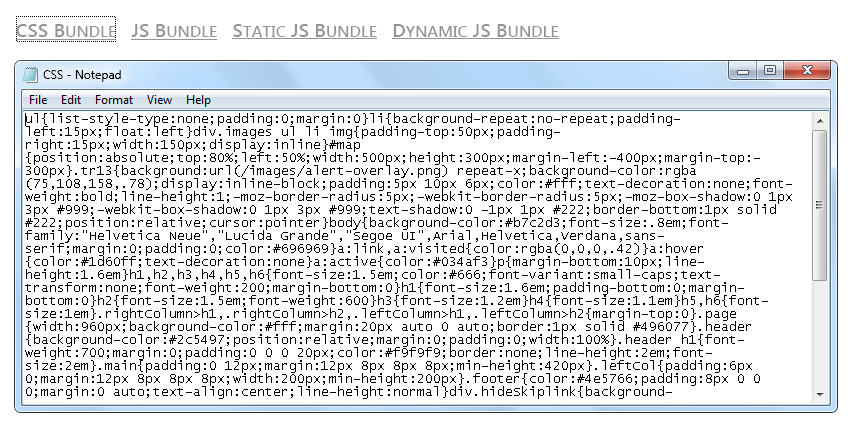 CSS BUNDLE JS BUNDLE STATIC JS BUNDLE DYNAMIC JS BUNDLE
CSS - Notepad
File Edit Format View Help
ul{list-style-type:none;padding:0;margin:0}li{background-repeat:no-repeat;padding-
left:15px;float:left}div.images ul li img{padding-top:50px;padding-
right:15px;width:150px;display:inline}#map
{position:absolute;top:80%;left:50%;width:500px;height:300px;margin-left:-400px;margin-top:-
300px}.tr13{background:url(/images/alert-overlay.png) repeat-x;background-color:rgba
(75,108,158,.78);display:inline-block;padding:5px 10px 6px;color:#fff;text-decoration:none;font-
weight:bold;line-height:1;-moz-border-radius:5px;-webkit-border-radius:5px;-moz-box-shadow:0 1px
3px #999;-webkit-box-shadow:0 1px 3px #999;text-shadow:0 -1px 1px #222;border-bottom:1px solid
#222;position:relative;cursor:pointer}body{background-color:#b7c2d3;font-size:.8em;font-
family:"Helvetica Neue","Lucida Grande","Segoe UI",Arial,Helvetica,Verdana,sans-
serif;margin:0;padding:0;color:#696969}a:link,a:visited{color:rgba(0,0,0,.42)}a:hover
{color:#1d60ff;text-decoration:none}a:active{color:#034af3}p{margin-bottom:10px;line-
height:1.6em}h1,h2,h3,h4,h5,h6{font-size:1.5em;color:#666;font-variant:small-caps;text-
transform:none;font-weight:200;margin-bottom:0}h1{font-size:1.6em;padding-bottom:0;margin-
bottom:0}h2{font-size:1.5em;font-weight:600}h3{font-size:1.2em}h4{font-size:1.1em}h5,h6{font-
size:1em}.rightColumn>h1,.rightColumn>h2,.leftColumn>h1,.leftColumn>h2{margin-top:0}.page
{width:960px;background-color:#fff;margin:20px auto 0 auto;border:1px solid #496077}.header
{background-color:#2c5497;position:relative;margin:0;padding:0;width:100%}.header h1{font-
weight:700;margin:0;padding:0 0 0 20px;color:#f9f9f9;border:none;line-height:2em;font-
size:2em}.main{padding:0 12px;margin:12px 8px 8px 8px;min-height:420px}.leftCol{padding:6px
0;margin:12px 8px 8px 8px;width:200px;min-height:200px}.footer{color:#4e5766;padding:8px 0 0
0;margin:0 auto;text-align:center;line-height:normal}div.hideSkiplink{background-